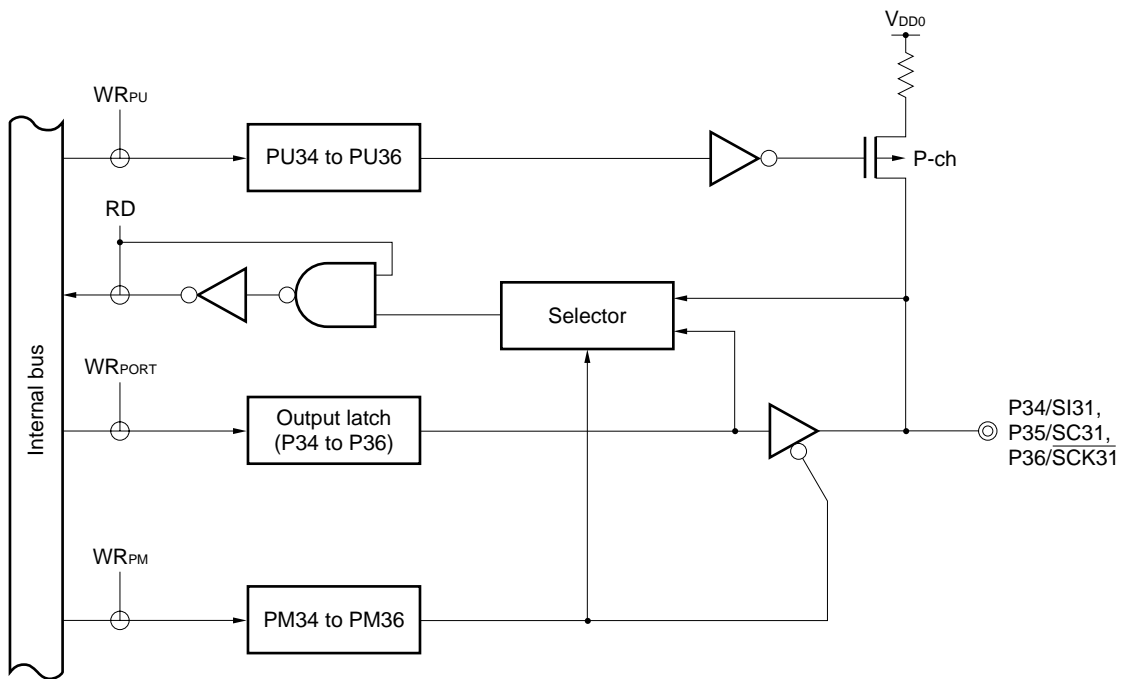 VDD0
WRPU
PU34 to PU36
P-ch
RD
Selector
Internal bus
WRPORT
Output latch
(P34 to P36)
P34/SI31,
P35/SC31,
P36/SCK31
WRPM
PM34 to PM36